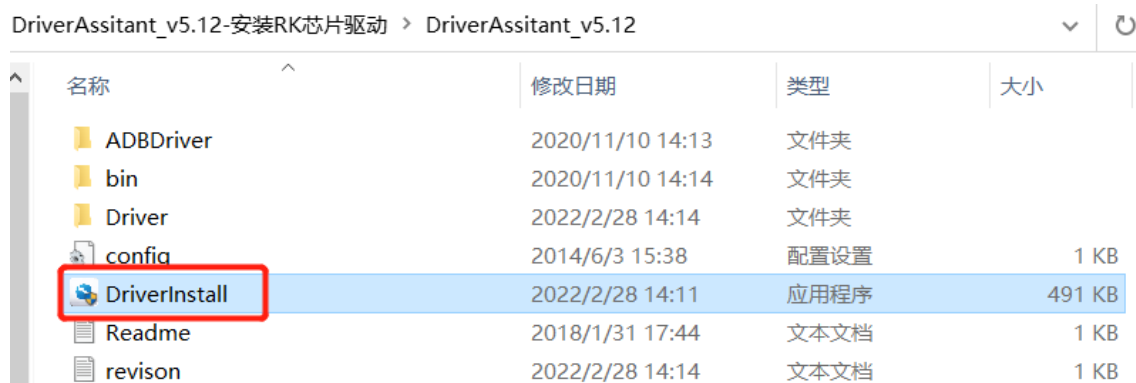 DriverAssitant_v5.12-安装RK芯片驱动 > DriverAssitant_v5.12
名称 修改日期 类型 大小
ADBDriver 2020/11/10 14:13 文件夹
bin 2020/11/10 14:14 文件夹
Driver 2022/2/28 14:14 文件夹
config 2014/6/3 15:38 配置设置 1 KB
DriverInstall 2022/2/28 14:11 应用程序 491 KB
Readme 2018/1/31 17:44 文本文档 1 KB
revison 2022/2/28 14:14 文本文档 1 KB